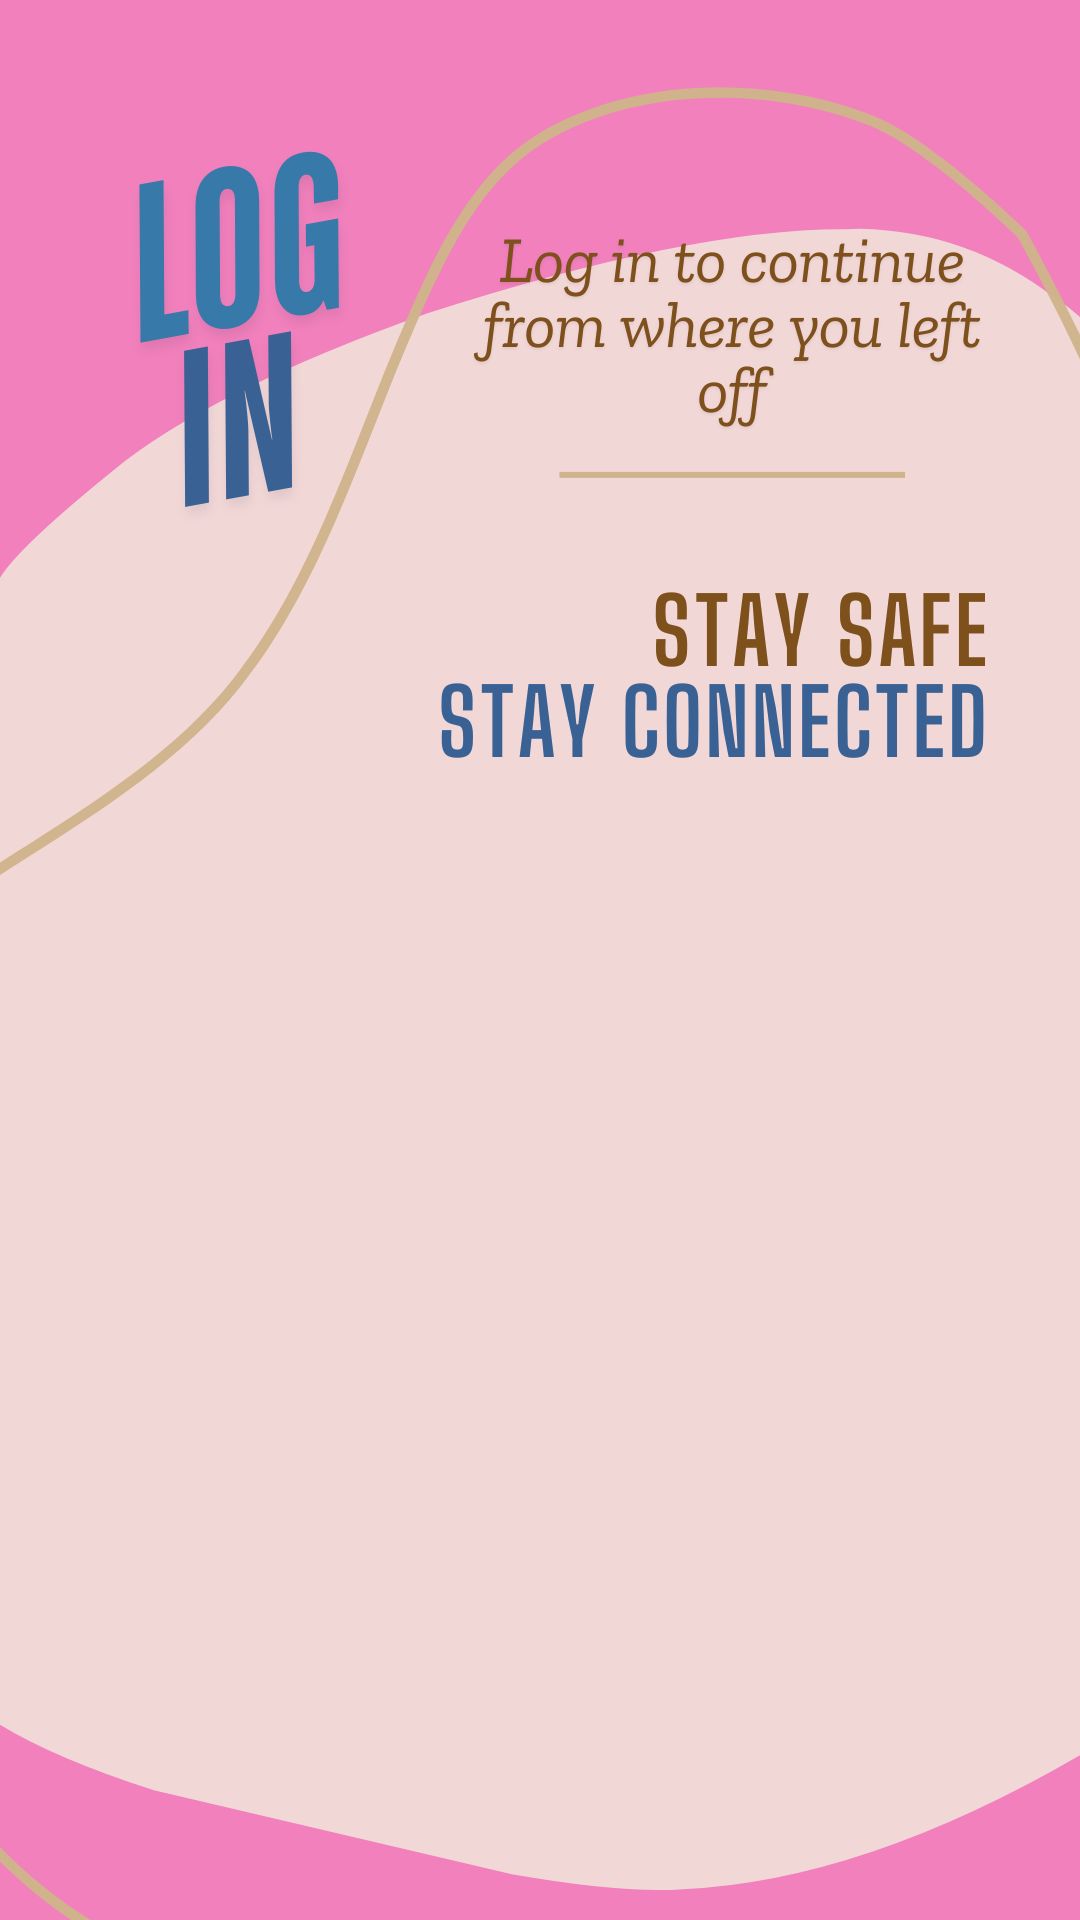 LOG
IN
Log in to continue
from where you left
off
STAY SAFE
STAY CONNECTED